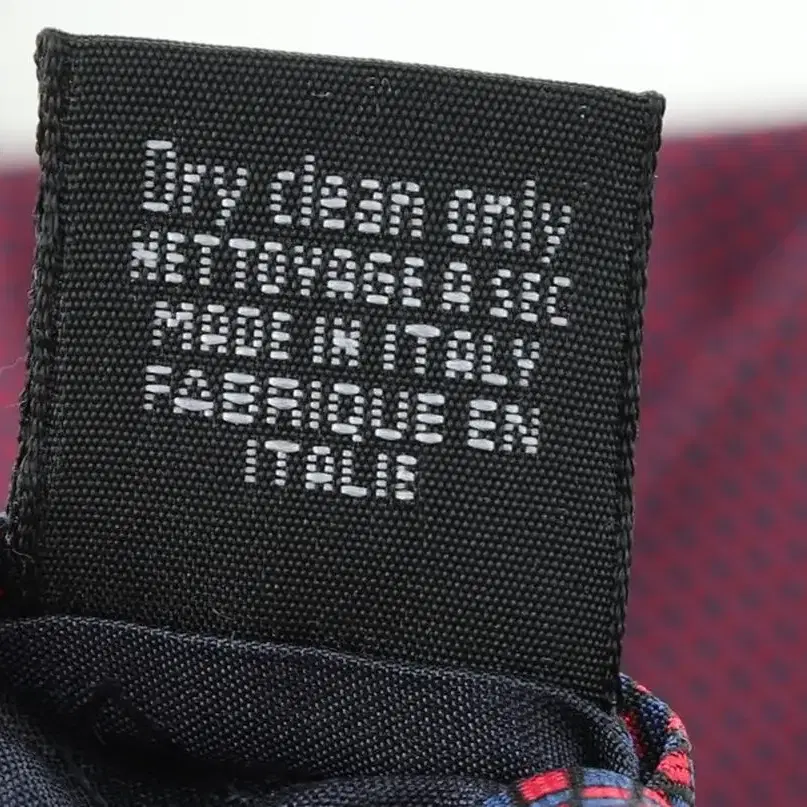 Dry clean only
NETTOYAGE A SEC
MADE IN ITALY
FABRIQUE EN
ITALIE